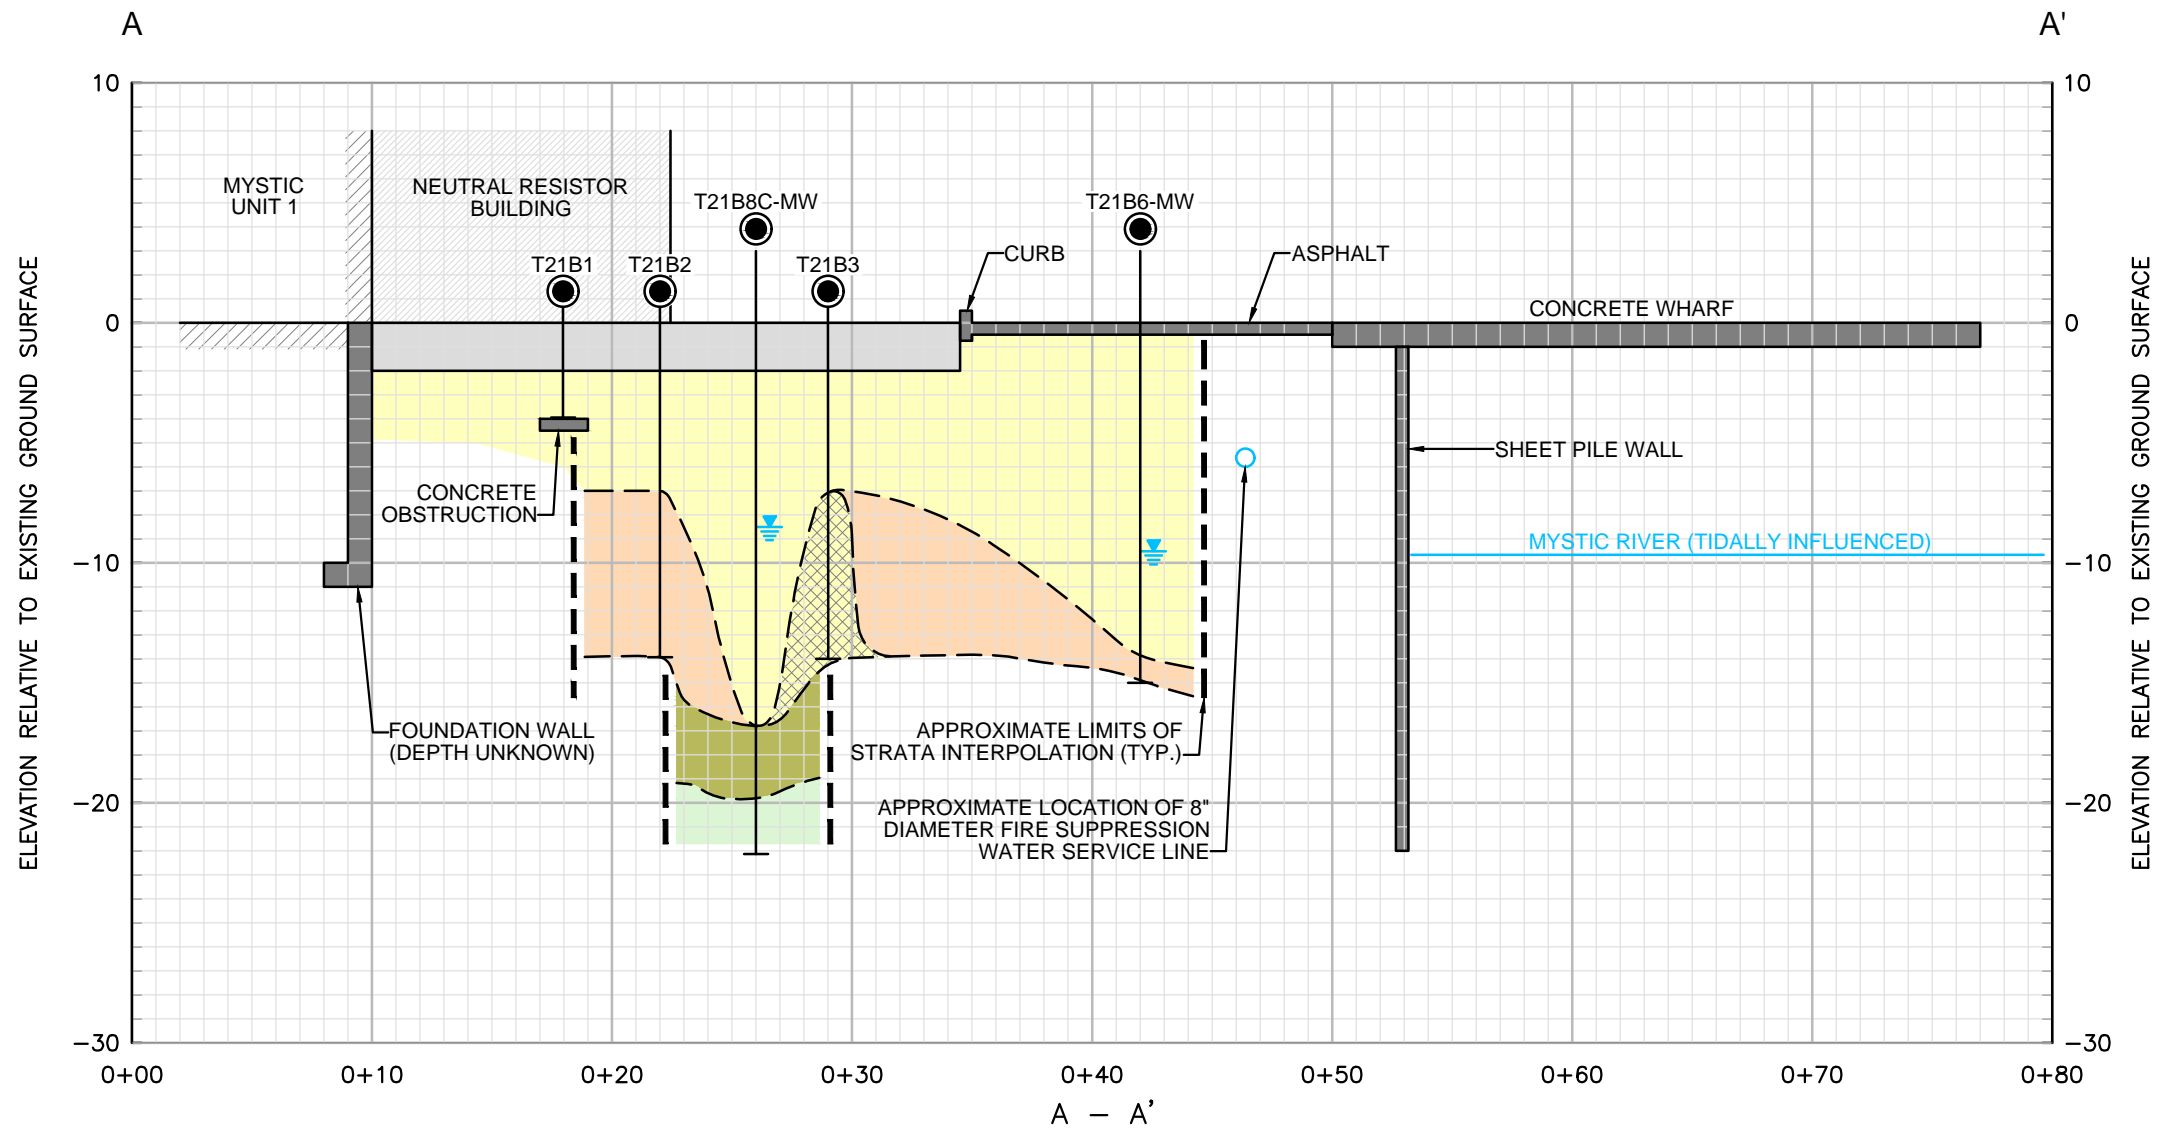 A
A'
10
10
MYSTIC
UNIT 1
NEUTRAL RESISTOR
BUILDING
T21B8C-MW
T21B6-MW
T21B1
T21B2
T21B3
CURB
ASPHALT
CONCRETE WHARF
0
0
ELEVATION RELATIVE TO EXISTING GROUND SURFACE
ELEVATION RELATIVE TO EXISTING GROUND SURFACE
SHEET PILE WALL
CONCRETE
OBSTRUCTION
MYSTIC RIVER (TIDALLY INFLUENCED)
-10
-10
FOUNDATION WALL
(DEPTH UNKNOWN)
APPROXIMATE LIMITS OF
STRATA INTERPOLATION (TYP.)
-20
-20
APPROXIMATE LOCATION OF 8"
DIAMETER FIRE SUPPRESSION
WATER SERVICE LINE
-30
-30
0+00
0+10
0+20
0+30
0+40
0+50
0+60
0+70
0+80
A - A'